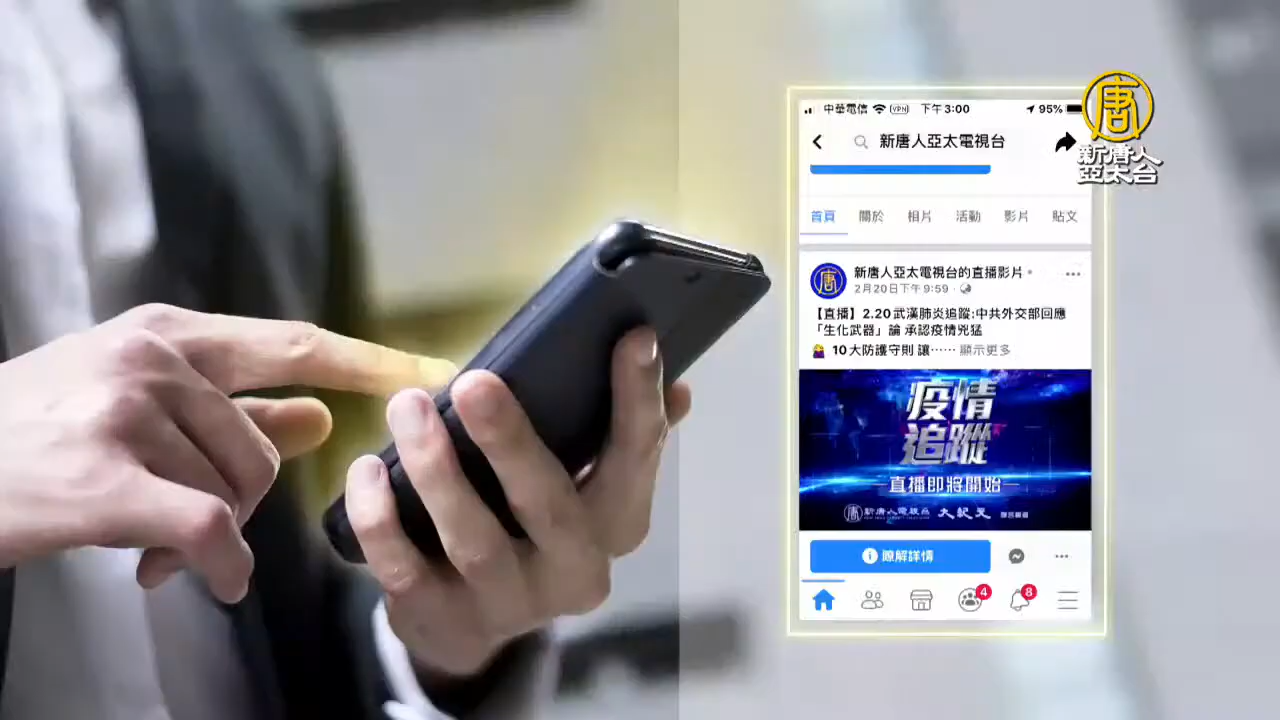 中華電信 VPN 下午3:00 95%
新唐人亞太電視台
唐
新唐人
亞太台
首頁 關於 相片 活動 影片 貼文
唐
新唐人亞太電視台的直播影片。
2月20日下午9:59 ·
【直播】2.20武漢肺炎追蹤:中共外交部回應
「生化武器」論 承認疫情兇猛
10大防護守則 讓⋯⋯ 顯示更多
疫情
追蹤
直播即將開始
唐 新唐人電視台 大紀元
瞭解詳情
4 8